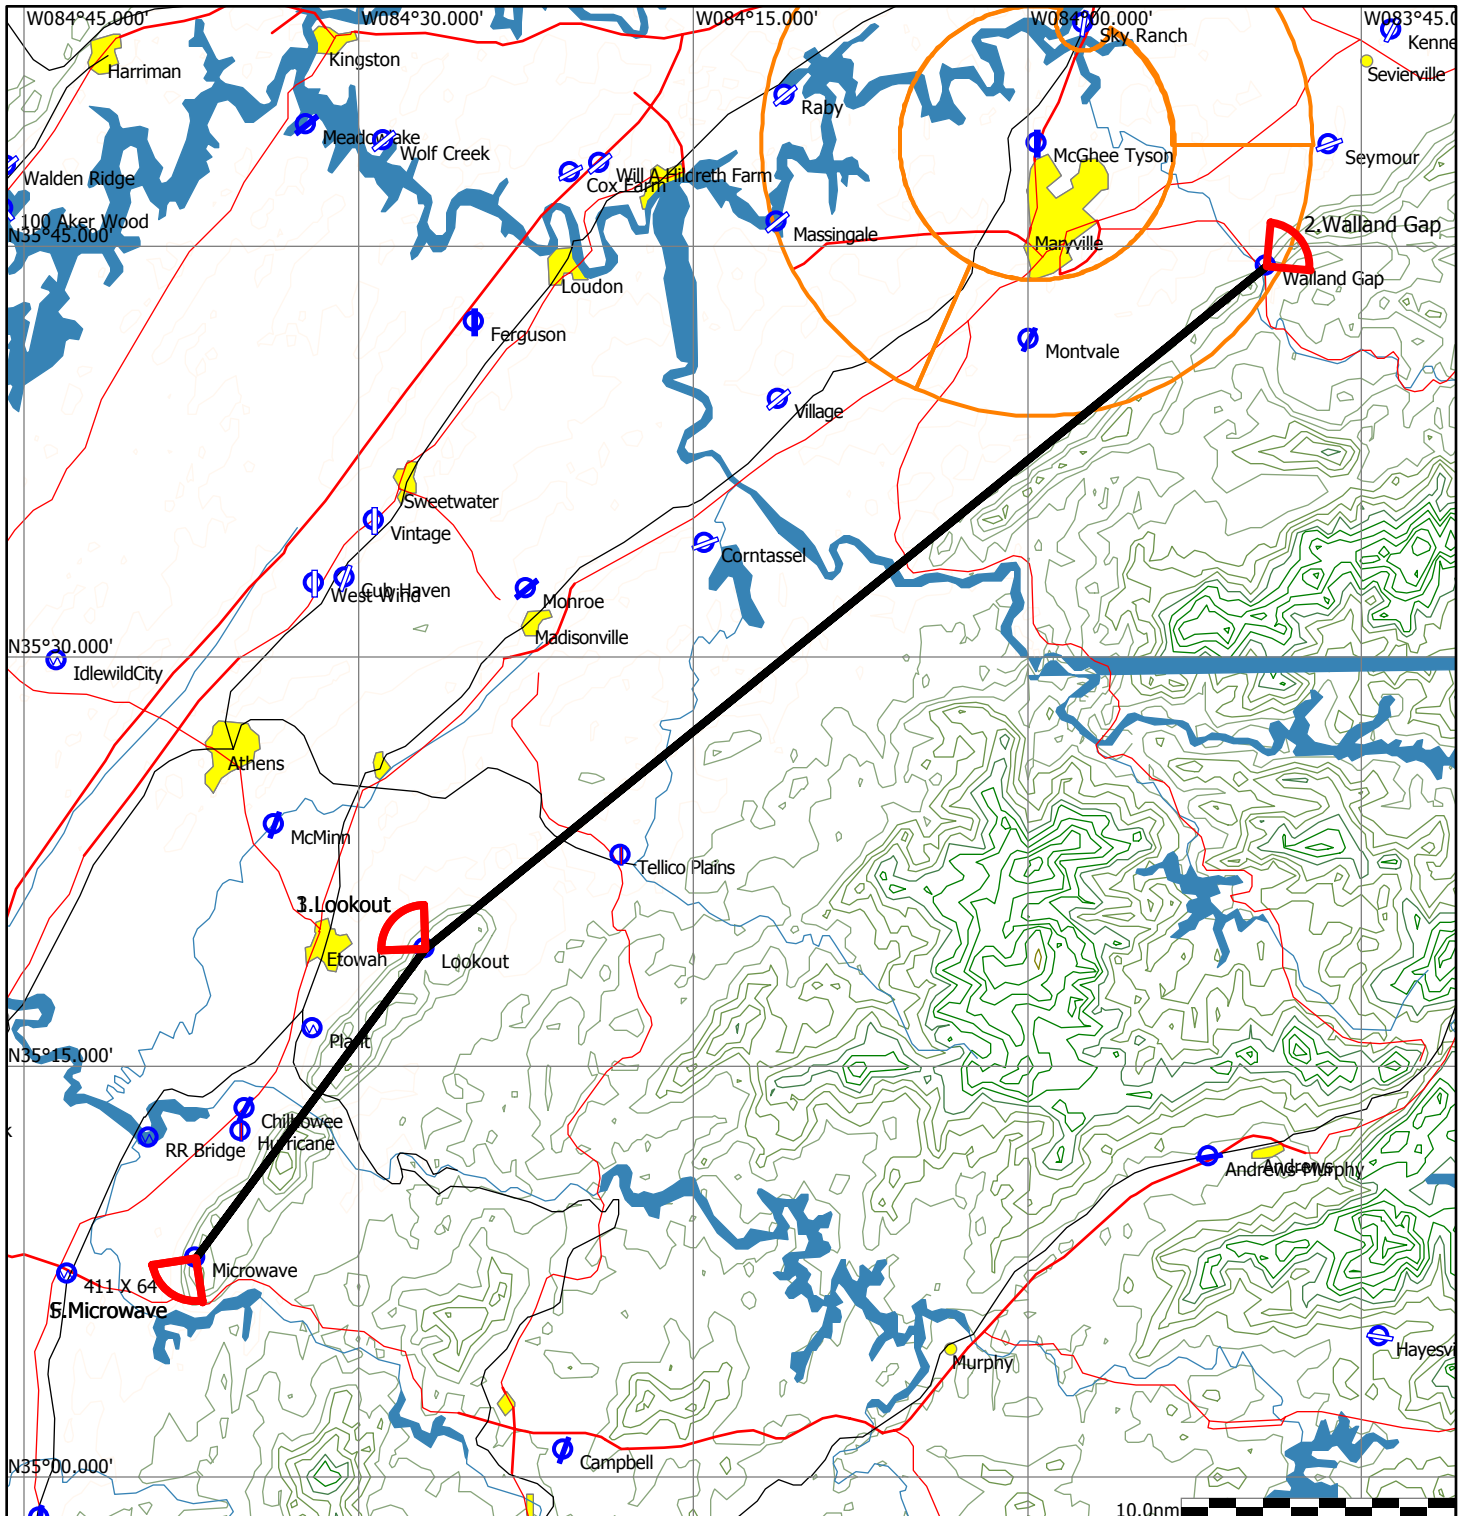 W084°45.000'
W084°30.000'
W084°15.000'
W084°00.000'
W083°45.0
Sky Ranch
Kenne
Harriman
Kingston
Sevierville
Raby
Meadowlake
Wolf Creek
McGhee Tyson
Seymour
Walden Ridge
Will A Hildreth Farm
Cox Farm
100 Aker Wood
N35°45.000'
Massingale
Maryville
2.Walland Gap
Walland Gap
Loudon
Ferguson
Montvale
Village
Sweetwater
Vintage
Corntassel
West Wind
Cub Haven
Monroe
Madisonville
N35°30.000'
IdlewildCity
Athens
McMinn
Tellico Plains
3.Lookout
Etowah
Lookout
Plant
N35°15.000'
Chilhowee
Hurricane
RR Bridge
Andrews
Andrews-Murphy
Microwave
411 X 64
5.Microwave
Murphy
Hayesvi
Campbell
N35°00.000'
10.0nm